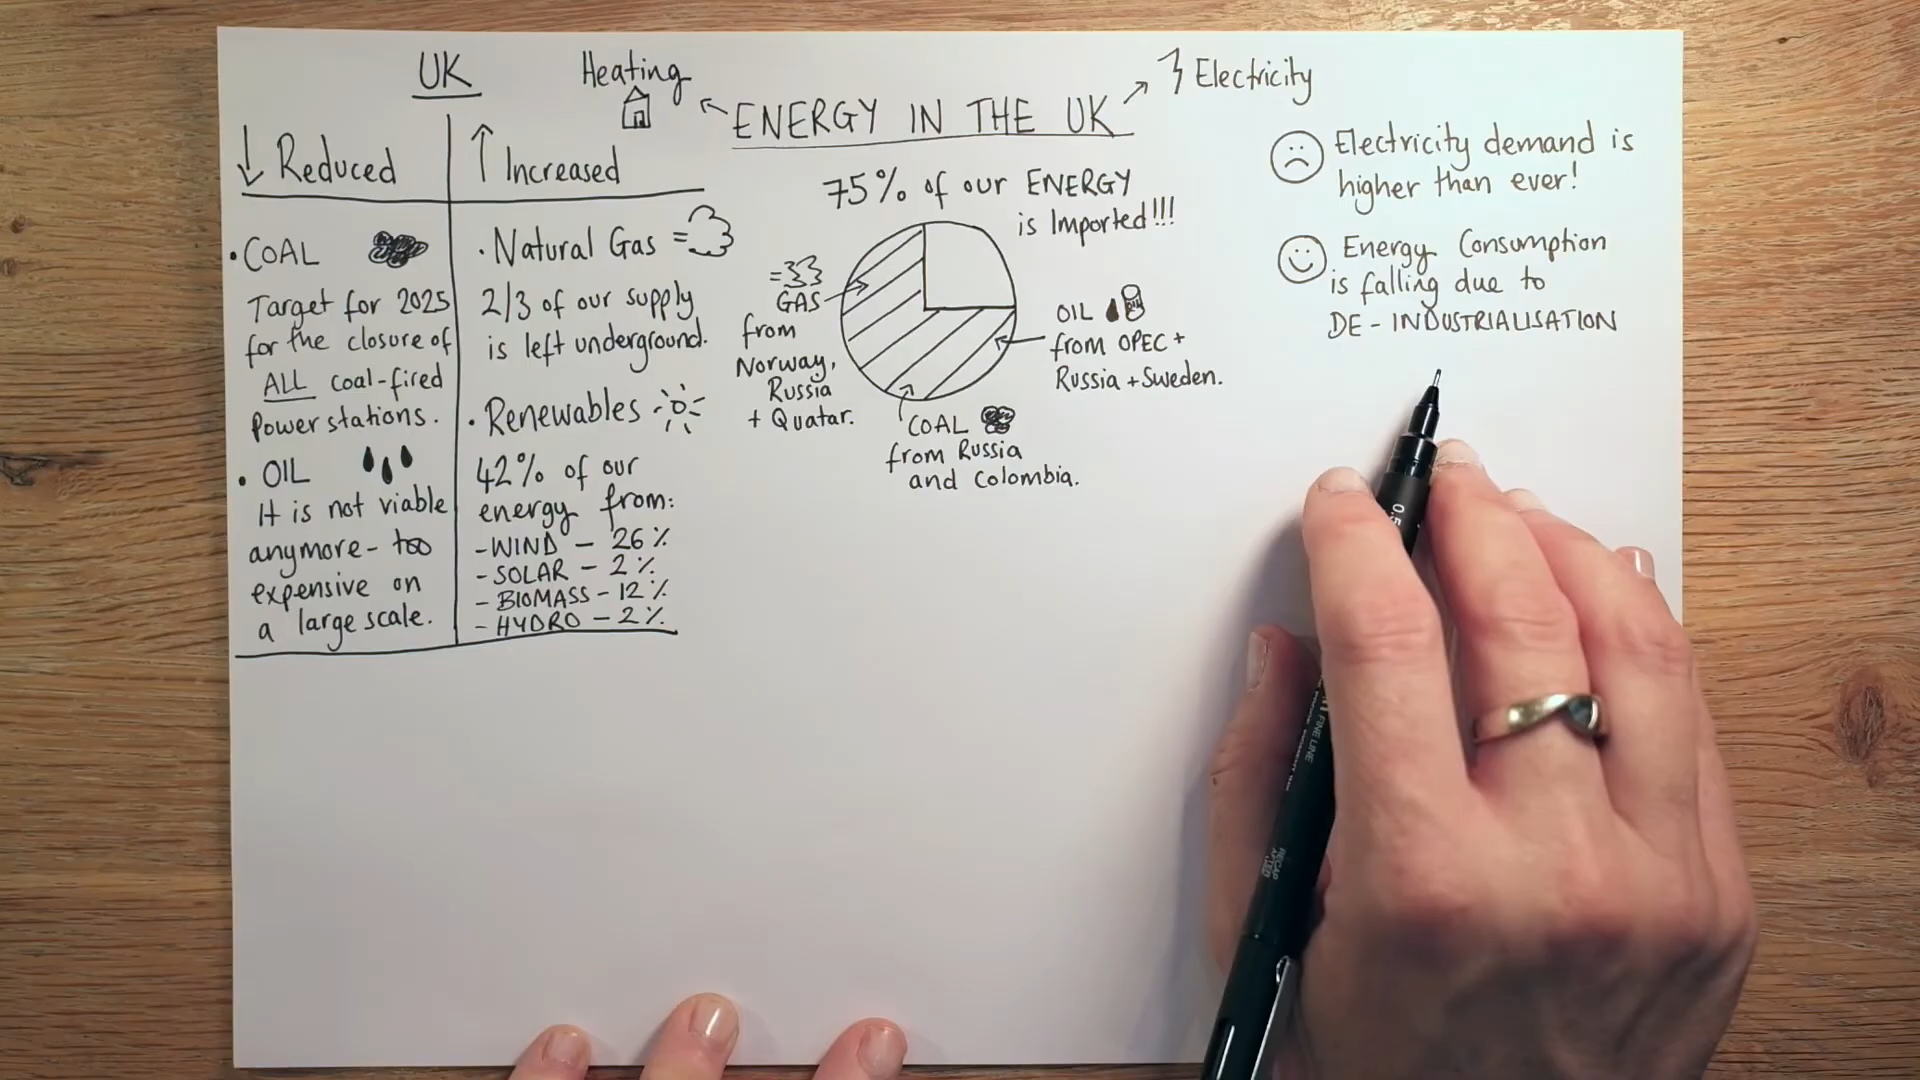 UK
Heating
ENERGY IN THE UK
Electricity
Reduced
Increased
• COAL
Target for 2025
for the closure of
ALL coal-fired
Power stations.
• OIL
It is not viable
anymore - too
expensive on
a large scale.
• Natural Gas
2/3 of our supply
is left underground.
• Renewables
42% of our
energy from:
- WIND - 26%
- SOLAR - 2%
- BIOMASS - 12%
- HYDRO - 2%
75% of our ENERGY
is Imported!!!
GAS
from
Norway,
Russia
+ Quatar.
OIL
from OPEC +
Russia + Sweden.
COAL
from Russia
and Colombia.
Electricity demand is
higher than ever!
Energy Consumption
is falling due to
DE-INDUSTRIALISATION
0.5
FINE LINE